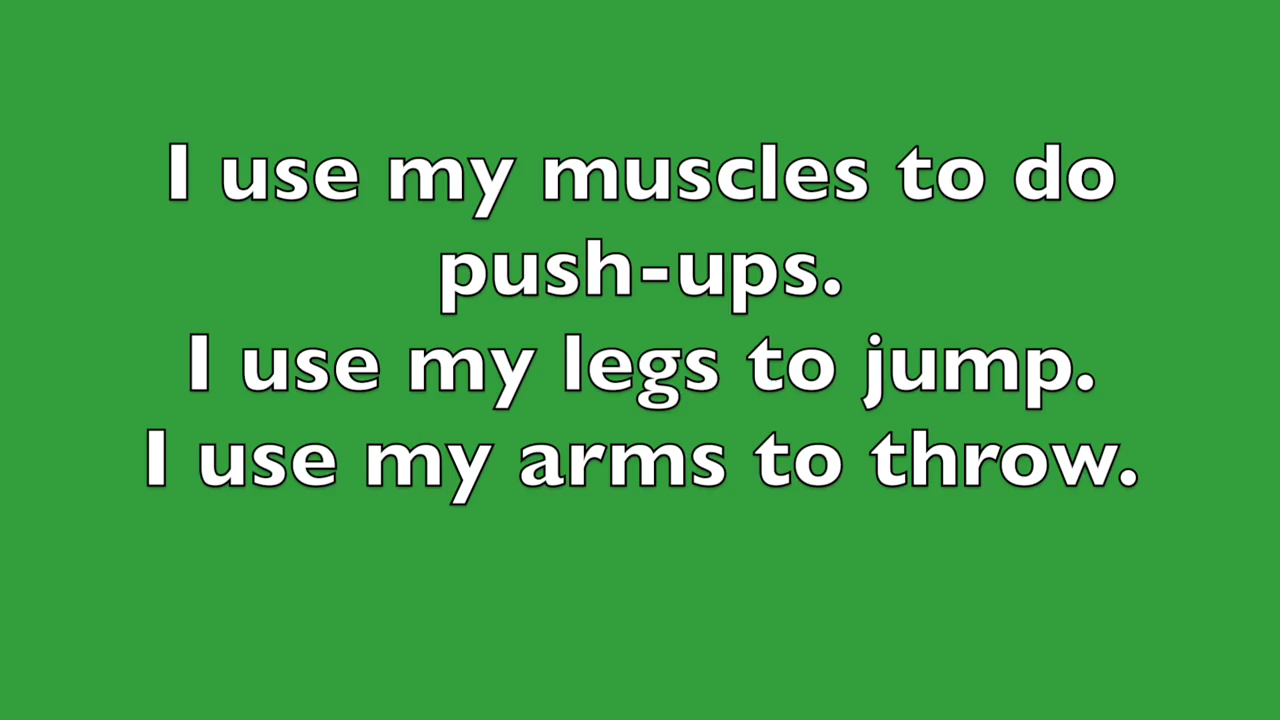 I use my muscles to do
push-ups.
I use my legs to jump.
I use my arms to throw.